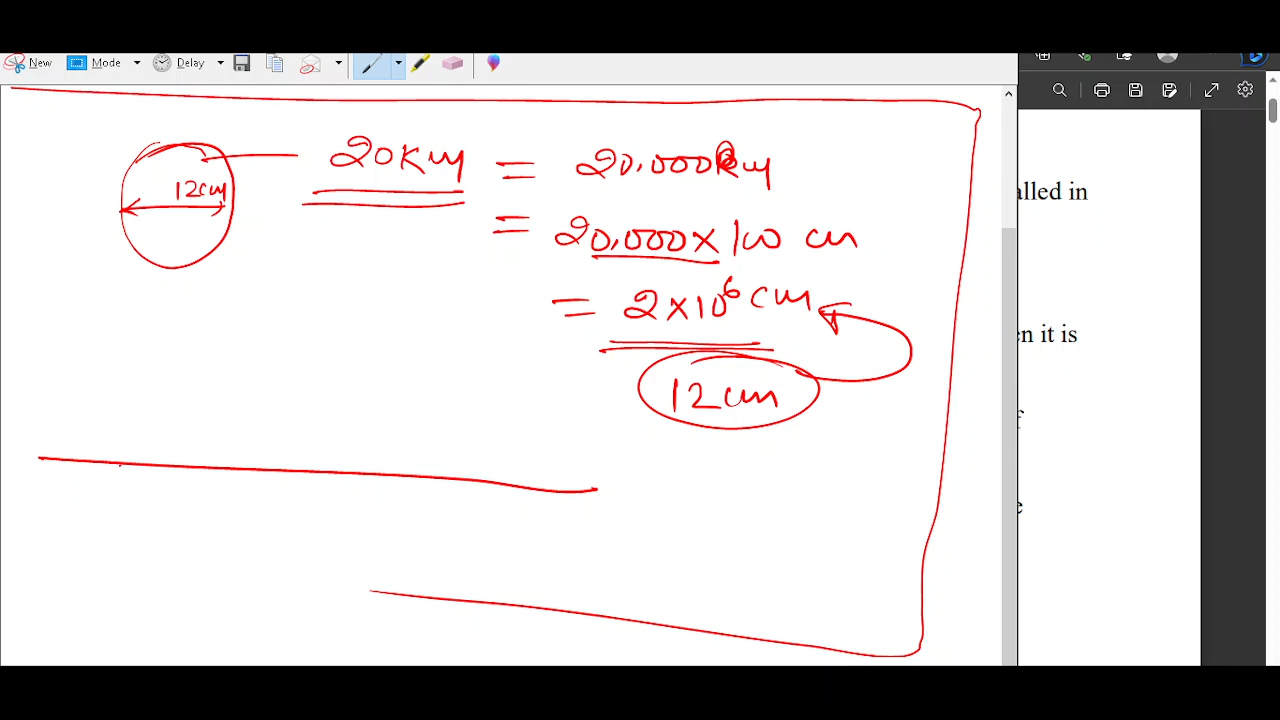 New Mode Delay
12cm
20km = 20,000 m
= 20,000 × 100 cm
= 2 × 10⁶ cm
12cm
alled in
en it is
f
e